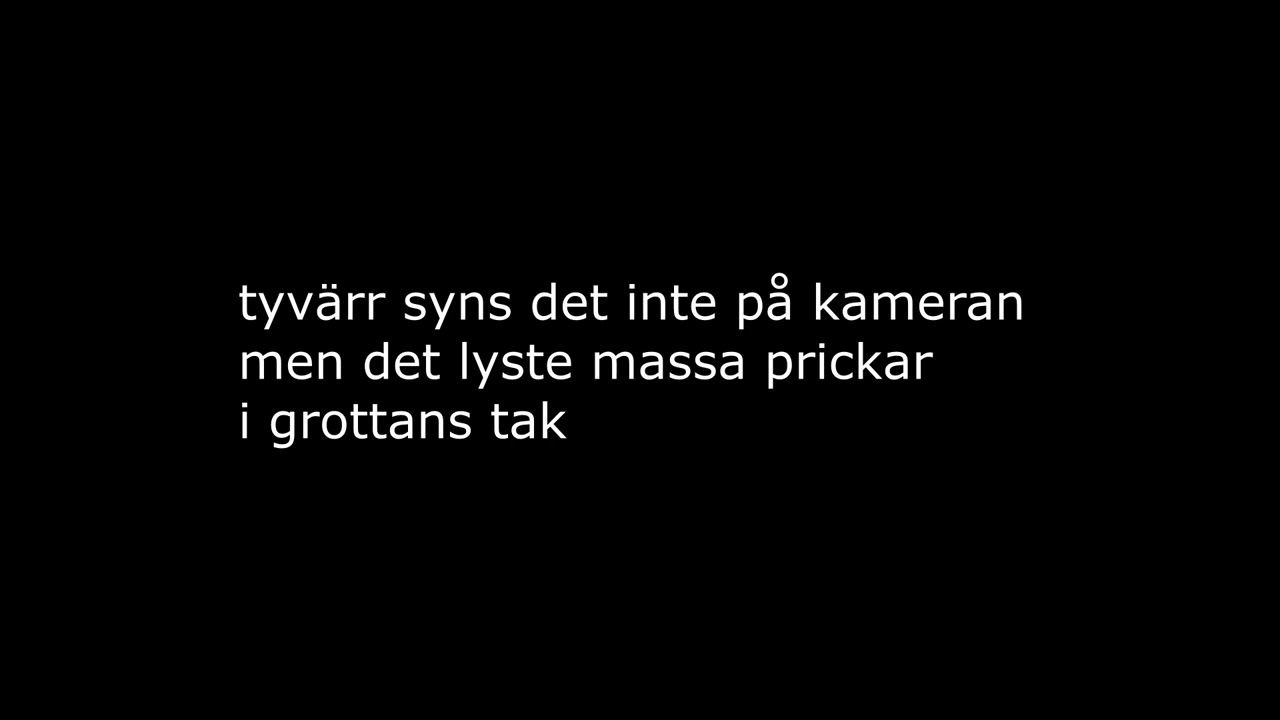 tyvärr syns det inte på kameran
men det lyste massa prickar
i grottans tak